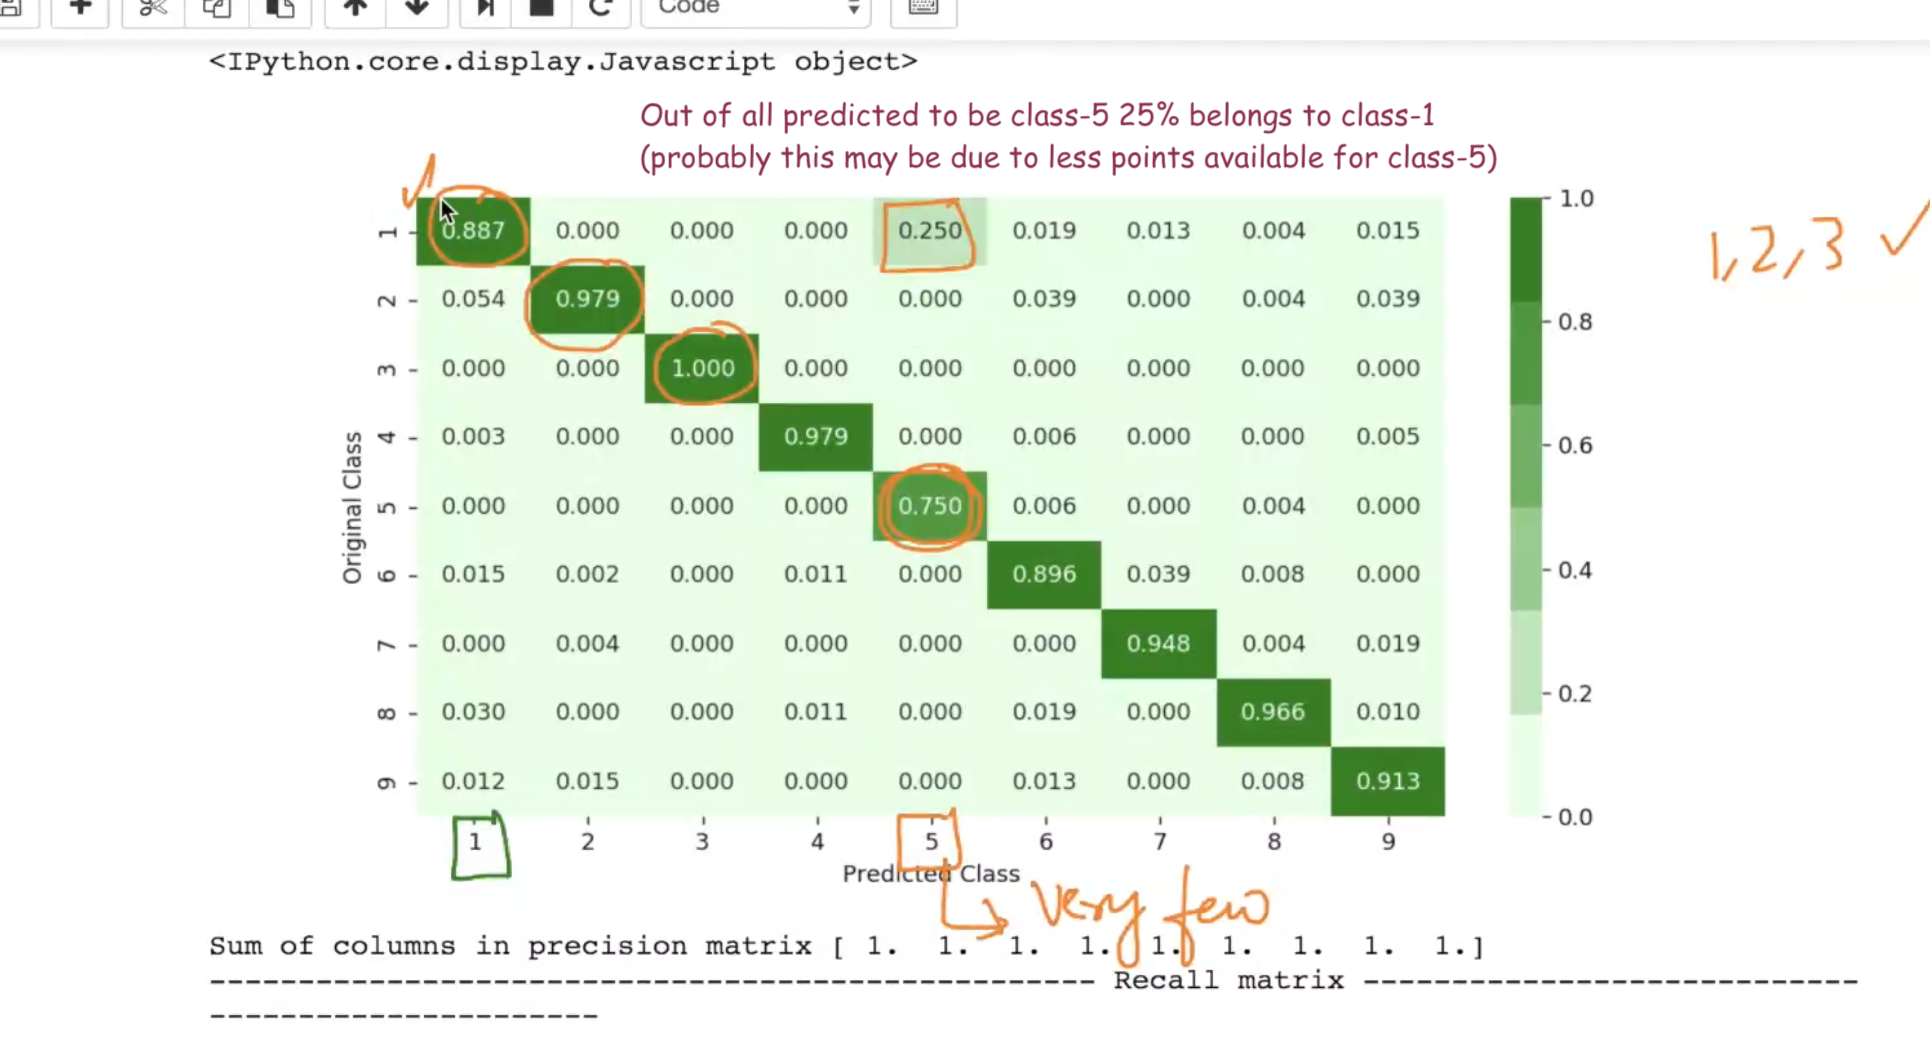 Code
<IPython.core.display.Javascript object>
Out of all predicted to be class-5 25% belongs to class-1
(probably this may be due to less points available for class-5)
1 0.887 0.000 0.000 0.000 0.250 0.019 0.013 0.004 0.015
2 0.054 0.979 0.000 0.000 0.000 0.039 0.000 0.004 0.039
3 0.000 0.000 1.000 0.000 0.000 0.000 0.000 0.000 0.000
4 0.003 0.000 0.000 0.979 0.000 0.006 0.000 0.000 0.005
5 0.000 0.000 0.000 0.000 0.750 0.006 0.000 0.004 0.000
6 0.015 0.002 0.000 0.011 0.000 0.896 0.039 0.008 0.000
7 0.000 0.004 0.000 0.000 0.000 0.000 0.948 0.004 0.019
8 0.030 0.000 0.000 0.011 0.000 0.019 0.000 0.966 0.010
9 0.012 0.015 0.000 0.000 0.000 0.013 0.000 0.008 0.913
1 2 3 4 5 6 7 8 9
Original Class
Predicted Class
1.0
0.8
0.6
0.4
0.2
0.0
1,2,3 ✓
very few
Sum of columns in precision matrix [ 1. 1. 1. 1. 1. 1. 1. 1. 1.]
---------------------------------------------------- Recall matrix -----------------------------
-----------------------